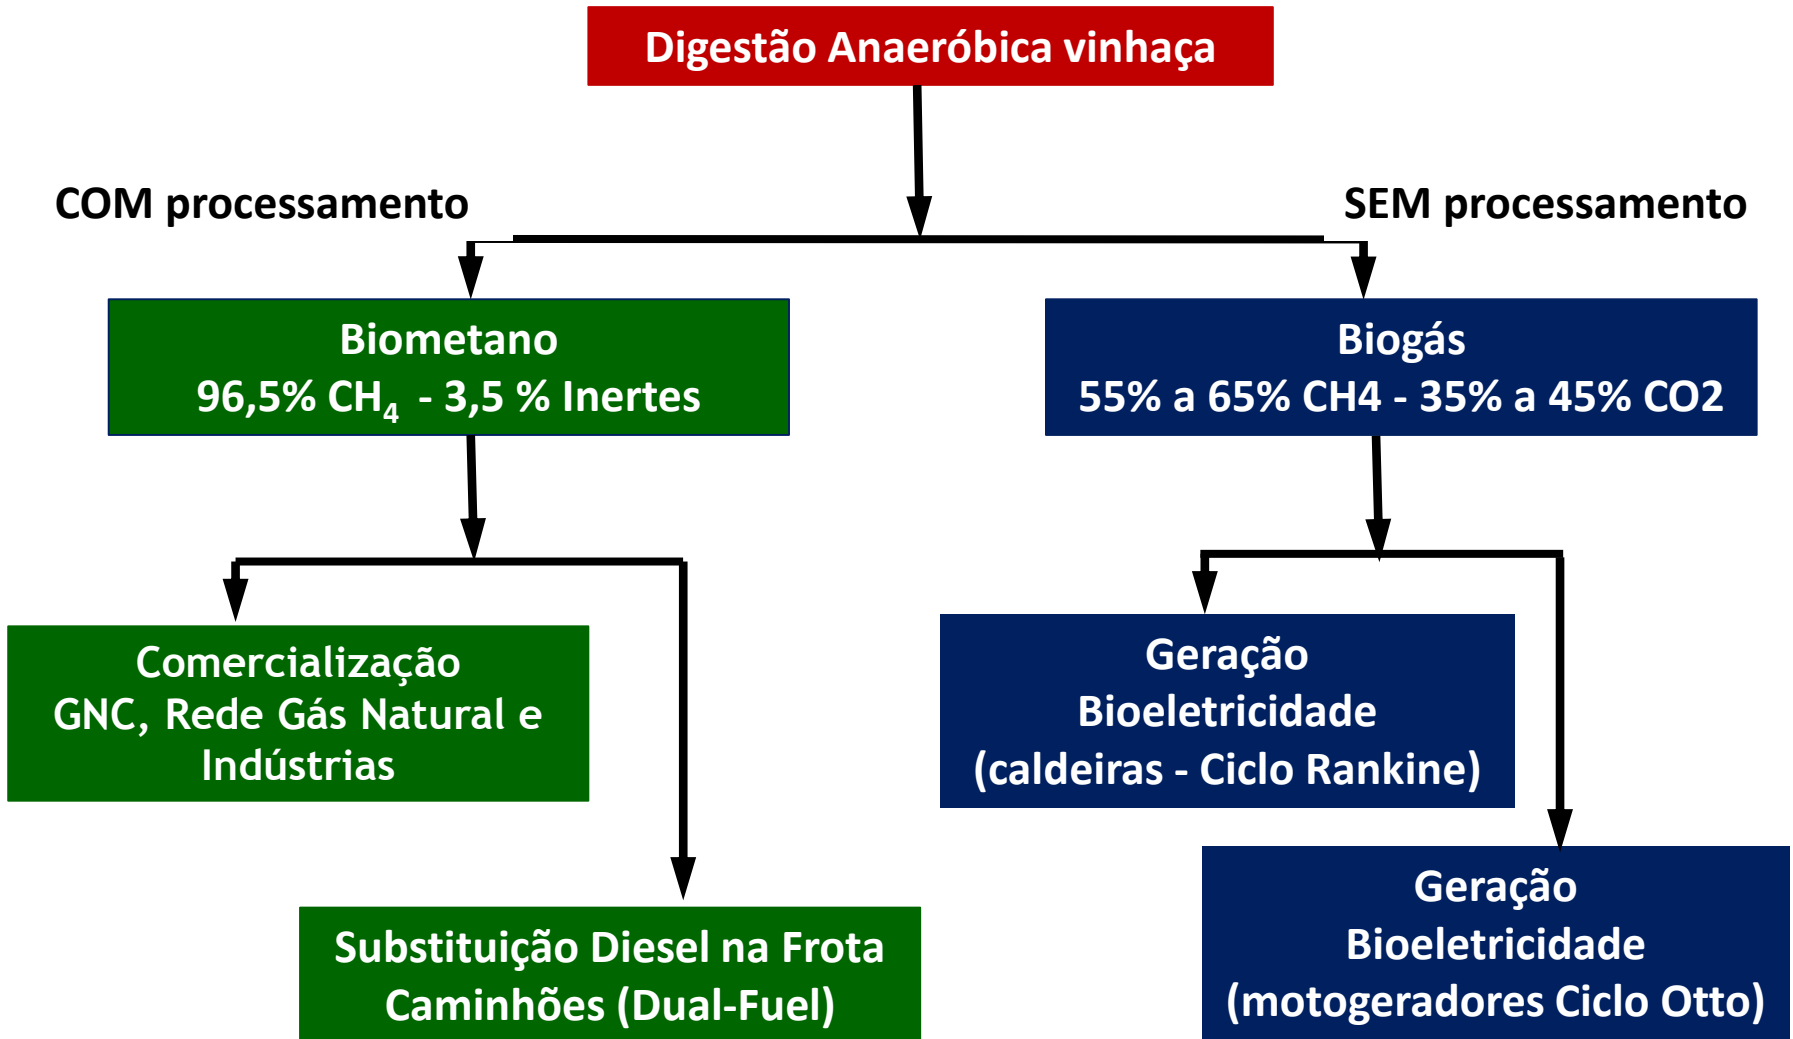 Digestão Anaeróbica vinhaça
COM processamento
SEM processamento
Biometano
96,5% CH₄ - 3,5 % Inertes
Biogás
55% a 65% CH4 - 35% a 45% CO2
Comercialização
GNC, Rede Gás Natural e
Indústrias
Geração
Bioeletricidade
(caldeiras - Ciclo Rankine)
Substituição Diesel na Frota
Caminhões (Dual-Fuel)
Geração
Bioeletricidade
(motogeradores Ciclo Otto)